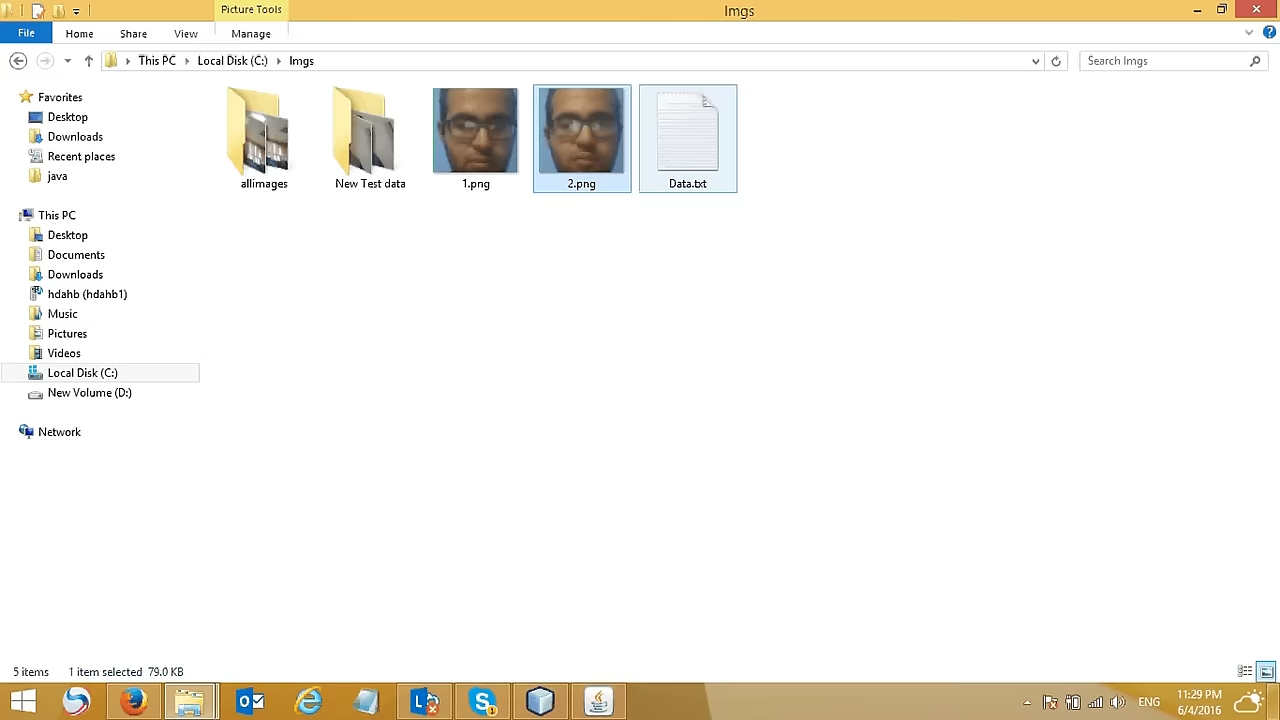 Picture Tools
Imgs
File
Home
Share
View
Manage
This PC
Local Disk (C:)
Imgs
Search Imgs
Favorites
Desktop
Downloads
Recent places
java
This PC
Desktop
Documents
Downloads
hdahb (hdahb1)
Music
Pictures
Videos
Local Disk (C:)
New Volume (D:)
Network
allimages
New Test data
1.png
2.png
Data.txt
5 items
1 item selected 79.0 KB
ENG
11:29 PM
6/4/2016